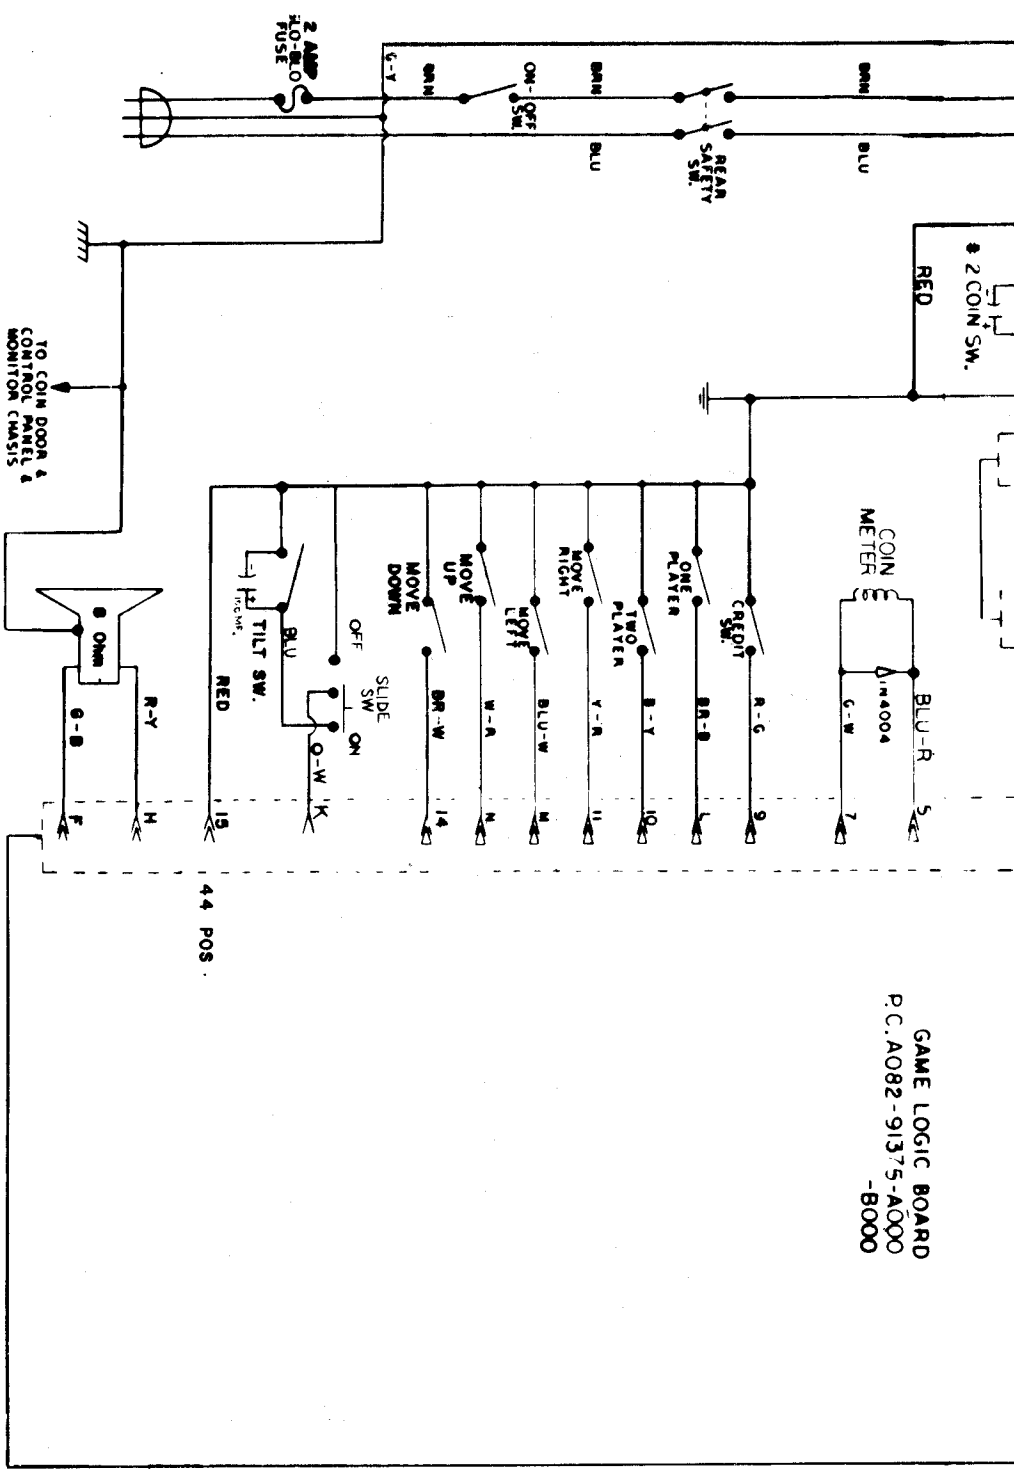 2 AMP
SLO-BLO
FUSE
G-Y
BRN
ON-OFF
SW.
BRN
BLU
REAR
SAFETY
SW.
BRN
BLU
# 2 COIN SW.
RED
TO COIN DOOR &
CONTROL PANEL &
MONITOR CHASIS
COIN
METER
1N4004
BLU-R
5
G-W
7
CREDIT
SW.
R-G
9
ONE
PLAYER
BR-B
L
TWO
PLAYER
B-Y
10
MOVE
RIGHT
Y-R
11
MOVE
LEFT
BLU-W
M
MOVE
UP
W-R
N
MOVE
DOWN
BR-W
14
OFF
SLIDE
SW
ON
O-W
K
TILT SW.
BLU
RED
15
8 Ohm
R-Y
H
G-B
F
44 POS.
GAME LOGIC BOARD
P.C. A082-91375-A000
-B000